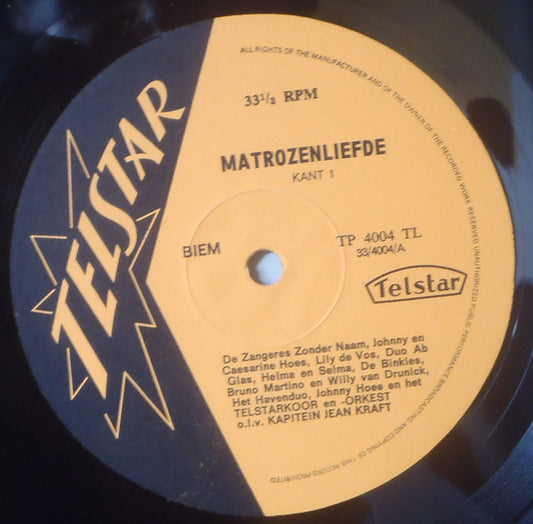 ALL RIGHTS OF THE MANUFACTURER AND OF THE OWNER OF THE RECORDED WORK RESERVED UNAUTHORIZED PUBLIC PERFORMANCE BROADCASTING AND COPYING OF THIS RECORD PROHIBITED
33⅓ RPM
TELSTAR
MATROZENLIEFDE
KANT 1
BIEM
TP 4004 TL
33/4004/A
Telstar
De Zangeres Zonder Naam, Johnny en
Caesarine Hoes, Lily de Vos, Duo Ab
Glas, Helma en Selma, De Binkies,
Bruno Martino en Willy van Drunick,
Het Havenduo, Johnny Hoes en het
TELSTARKOOR en -ORKEST
o.l.v. KAPITEIN JEAN KRAFT